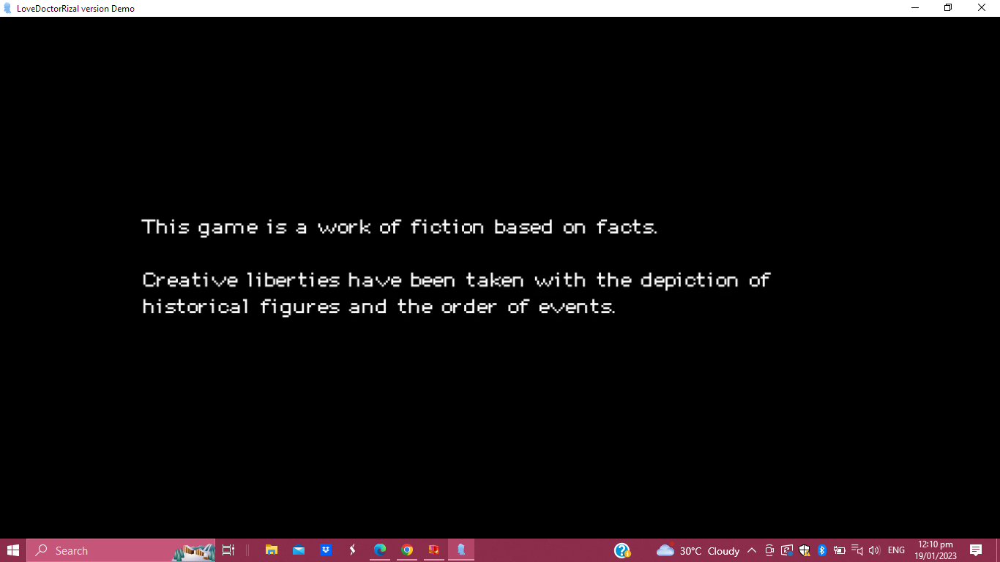 LoveDoctorRizal version Demo
This game is a work of fiction based on facts.
Creative liberties have been taken with the depiction of
historical figures and the order of events.
Search
30°C Cloudy
ENG
12:10 pm
19/01/2023